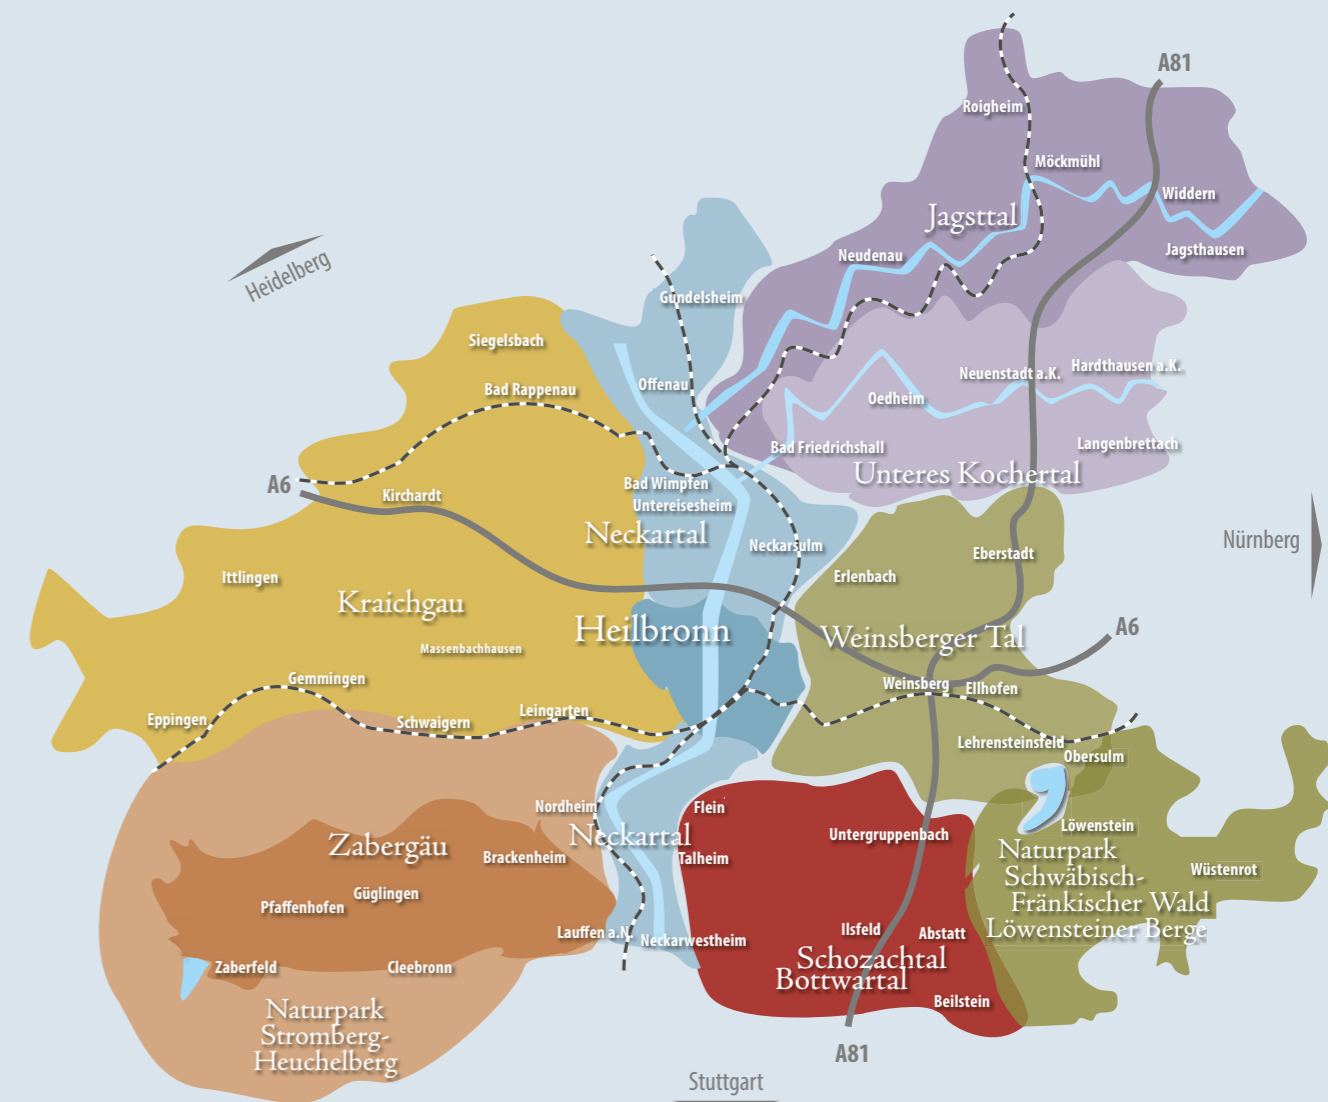 A81
Roigheim
Möckmühl
Widdern
Jagsttal
Jagsthausen
Neudenau
Heidelberg
Gundelsheim
Siegelsbach
Bad Rappenau
Offenau
Neuenstadt a.K.
Hardthausen a.K.
Oedheim
Bad Friedrichshall
Langenbrettach
Unteres Kochertal
A6
Kirchardt
Bad Wimpfen
Untereisesheim
Neckartal
Neckarsulm
Nürnberg
Eberstadt
Erlenbach
Ittlingen
Kraichgau
Heilbronn
Weinsberger Tal
A6
Massenbachhausen
Gemmingen
Weinsberg
Ellhofen
Eppingen
Schwaigern
Leingarten
Lehrensteinsfeld
Obersulm
Nordheim
Flein
Neckartal
Untergruppenbach
Löwenstein
Zabergäu
Brackenheim
Talheim
Naturpark
Schwäbisch-
Fränkischer Wald
Löwensteiner Berge
Wüstenrot
Güglingen
Pfaffenhofen
Lauffen a.N.
Neckarwestheim
Ilsfeld
Abstatt
Schozachtal
Bottwartal
Zaberfeld
Cleebronn
Beilstein
Naturpark
Stromberg-
Heuchelberg
A81
Stuttgart